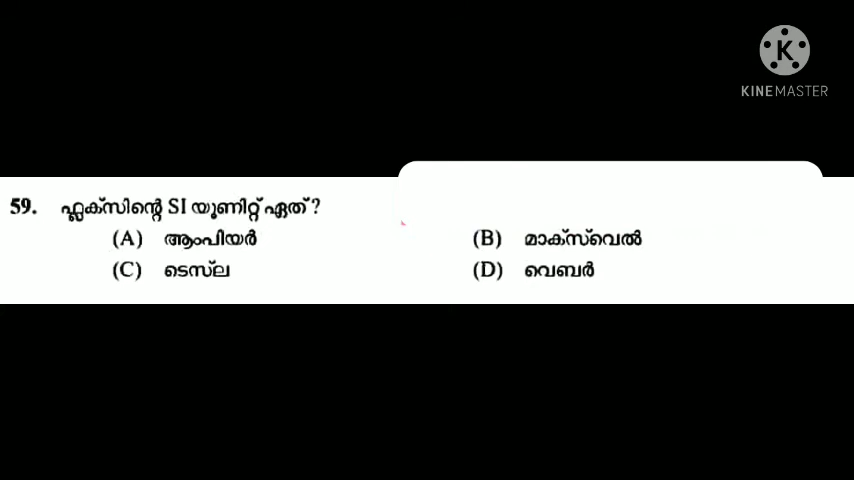 K
KINEMASTER
59. ഫ്ലക്സിന്റെ SI യൂണിറ്റ് ഏത് ?
(A) ആംപിയർ (B) മാക്സ്‌വെൽ
(C) ടെസ്‌ല (D) വെബർ